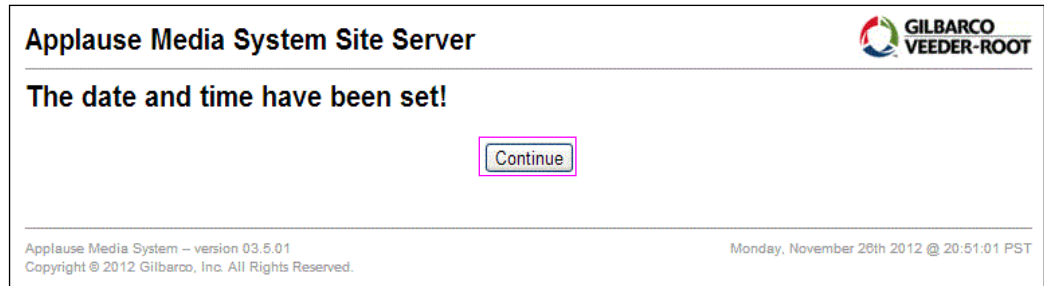 Applause Media System Site Server
GILBARCO
VEEDER-ROOT
The date and time have been set!
Continue
Applause Media System -- version 03.5.01
Monday, November 26th 2012 @ 20:51:01 PST
Copyright © 2012 Gilbarco, Inc. All Rights Reserved.